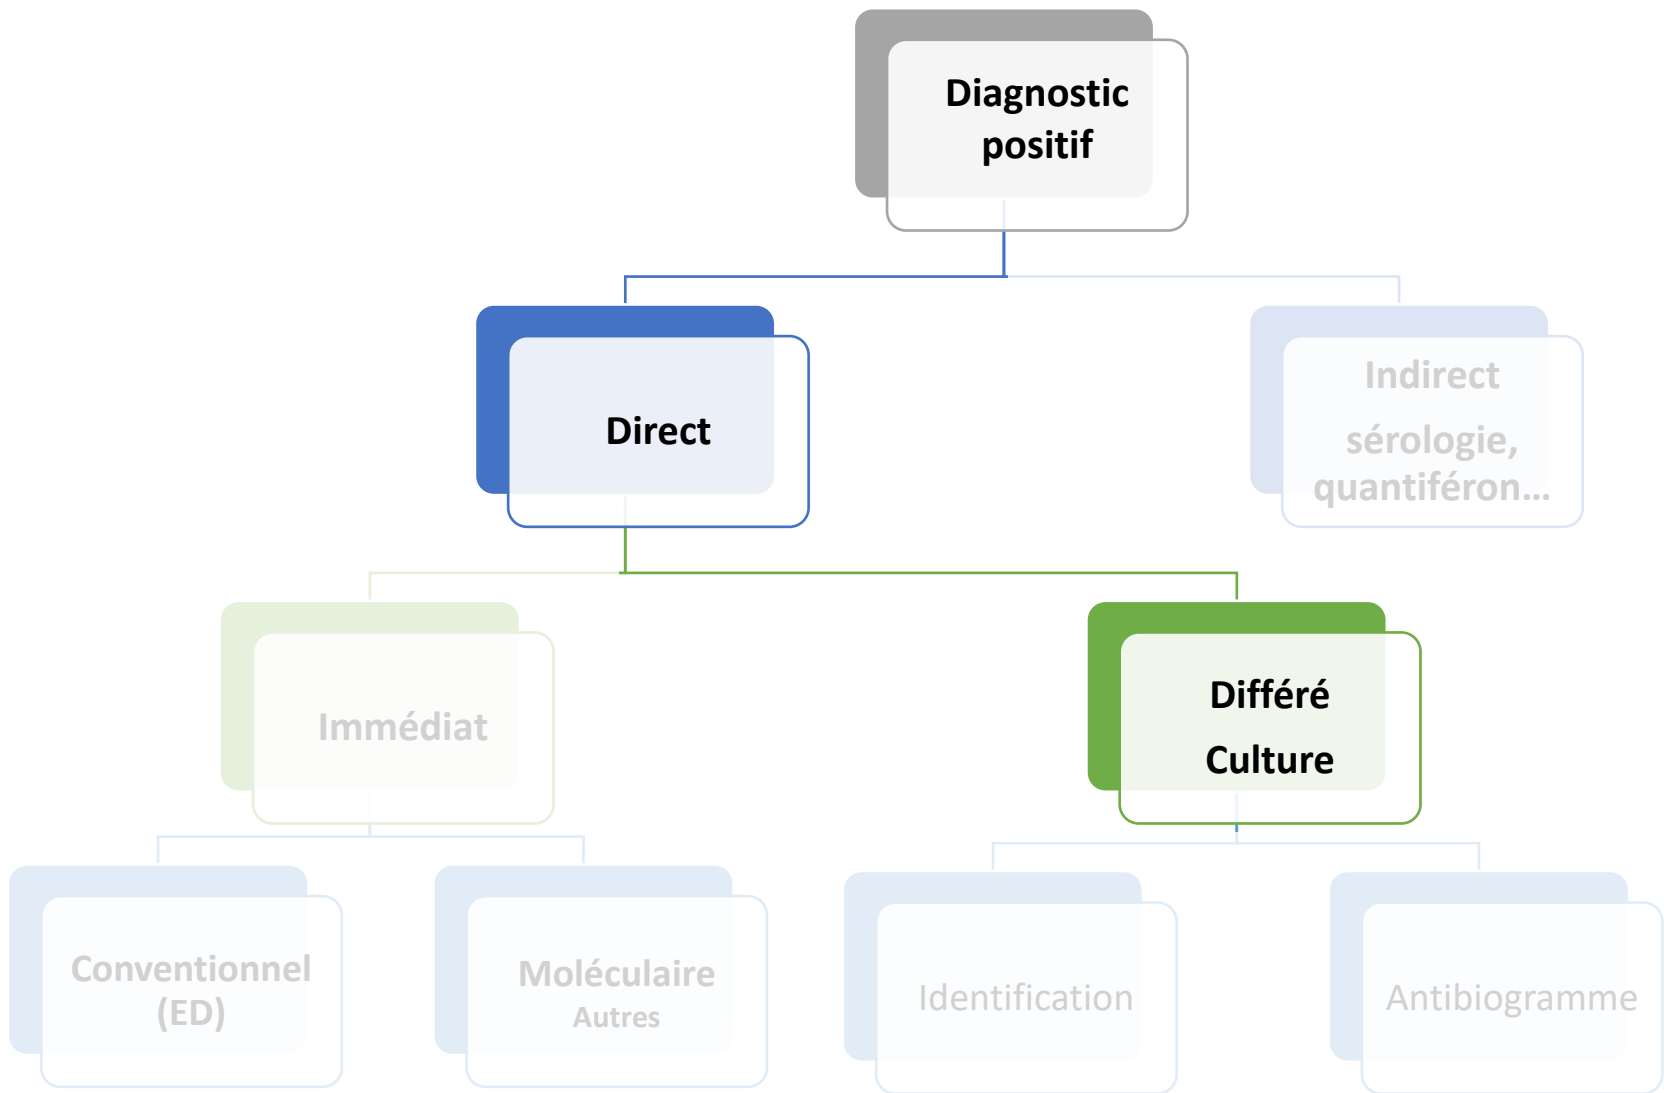 Diagnostic
positif
Direct
Indirect
sérologie,
quantiféron...
Immédiat
Différé
Culture
Conventionnel
(ED)
Moléculaire
Autres
Identification
Antibiogramme